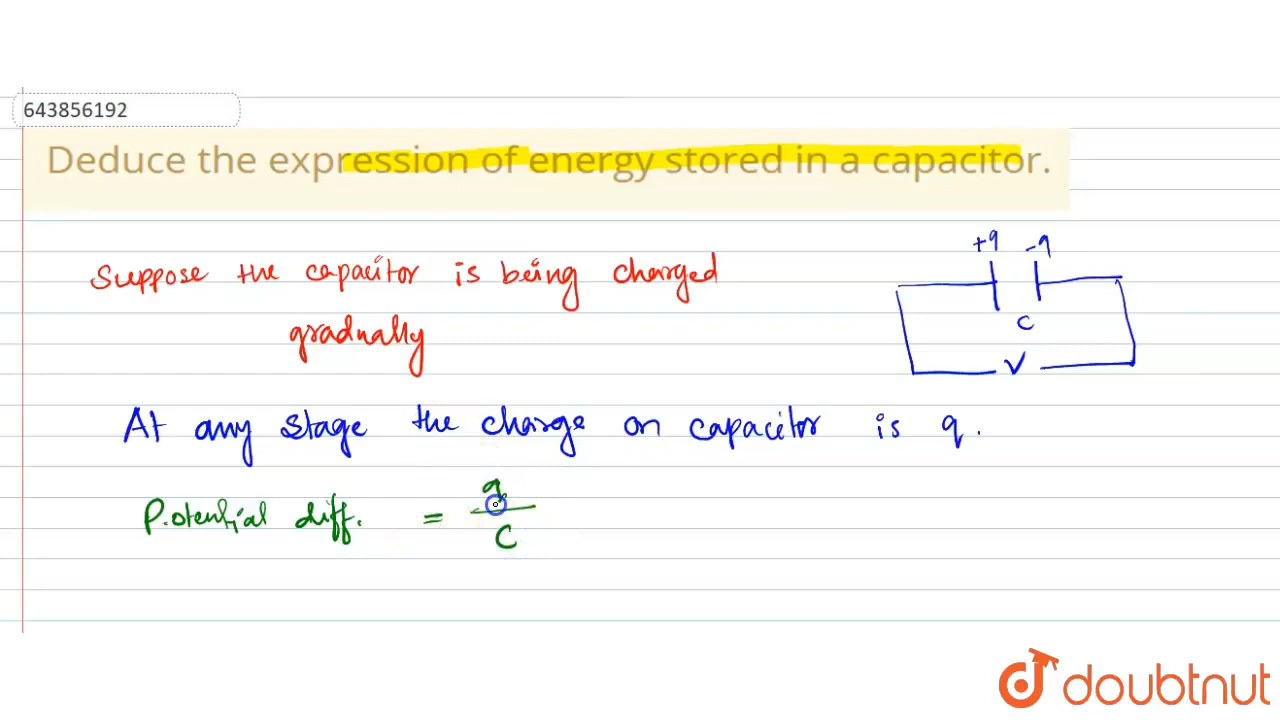 643856192
Deduce the expression of energy stored in a capacitor.
+q -q
Suppose the capacitor is being charged
gradually
C
V
At any stage the charge on capacitor is q.
P.otential diff. = q
C
doubtnut